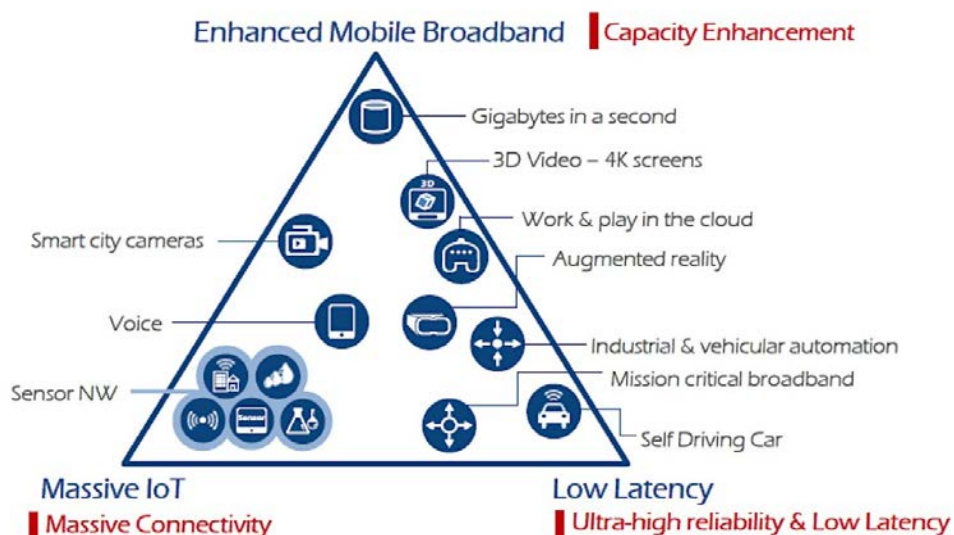 Enhanced Mobile Broadband
Capacity Enhancement
Gigabytes in a second
3D Video – 4K screens
3D
Work & play in the cloud
Smart city cameras
Augmented reality
Voice
Industrial & vehicular automation
Mission critical broadband
Sensor NW
Sensor
Self Driving Car
Massive IoT
Low Latency
Massive Connectivity
Ultra-high reliability & Low Latency